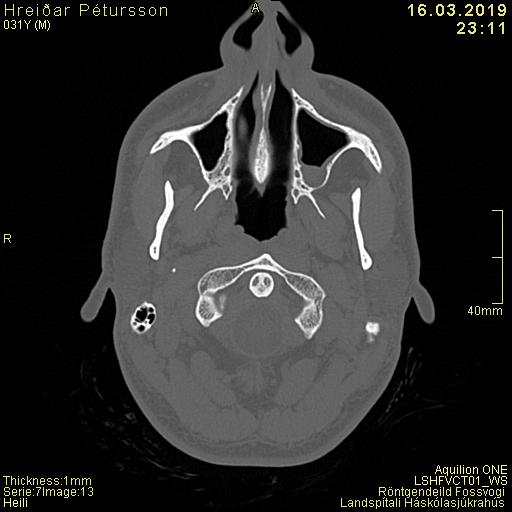 Hreiðar Pétursson
031Y (M)
A
16.03.2019
23:11
R
40mm
Thickness:1mm
Serie:7Image:13
Heili
Aquilion ONE
LSHFVCT01_WS
Röntgendeild Fossvogi
Landspítali Háskólasjúkrahús